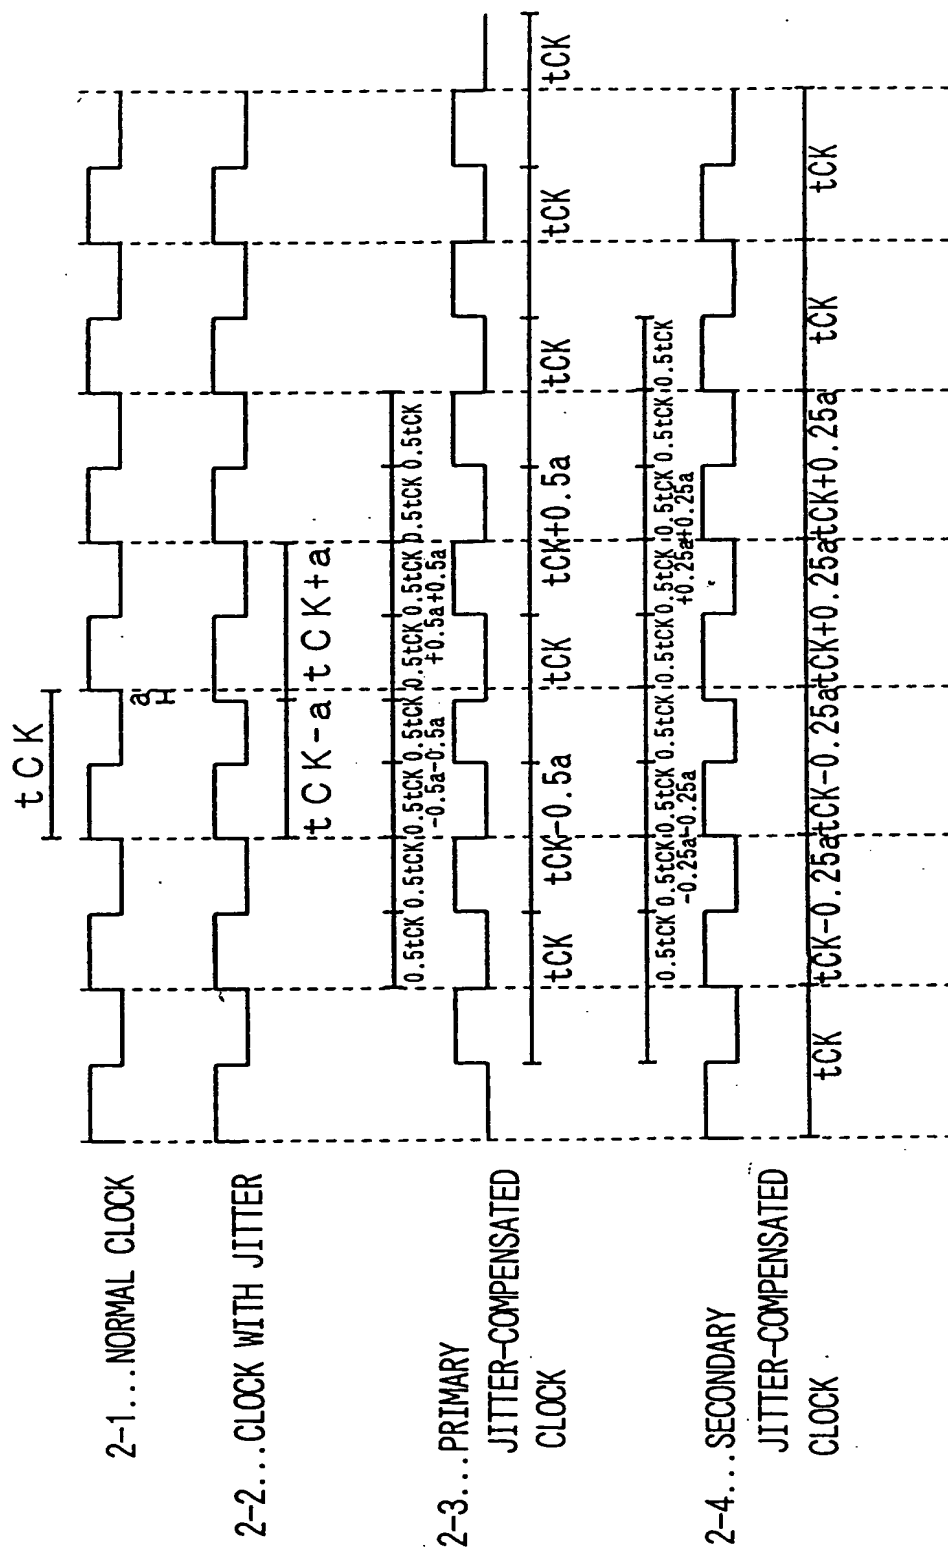 tCK
2-1...NORMAL CLOCK
a
2-2...CLOCK WITH JITTER
tCK-a tCK+a
0.5tCK 0.5tCK 0.5tCK 0.5tCK 0.5tCK 0.5tCK 0.5tCK 0.5tCK
-0.5a -0.5a +0.5a +0.5a
2-3...PRIMARY
JITTER-COMPENSATED
CLOCK
tCK tCK-0.5a tCK tCK+0.5a tCK tCK tCK
0.5tCK 0.5tCK 0.5tCK 0.5tCK 0.5tCK 0.5tCK 0.5tCK 0.5tCK 0.5tCK
-0.25a -0.25a +0.25a +0.25a
2-4...SECONDARY
JITTER-COMPENSATED
CLOCK
tCK tCK-0.25a tCK-0.25a tCK+0.25a tCK+0.25a tCK tCK